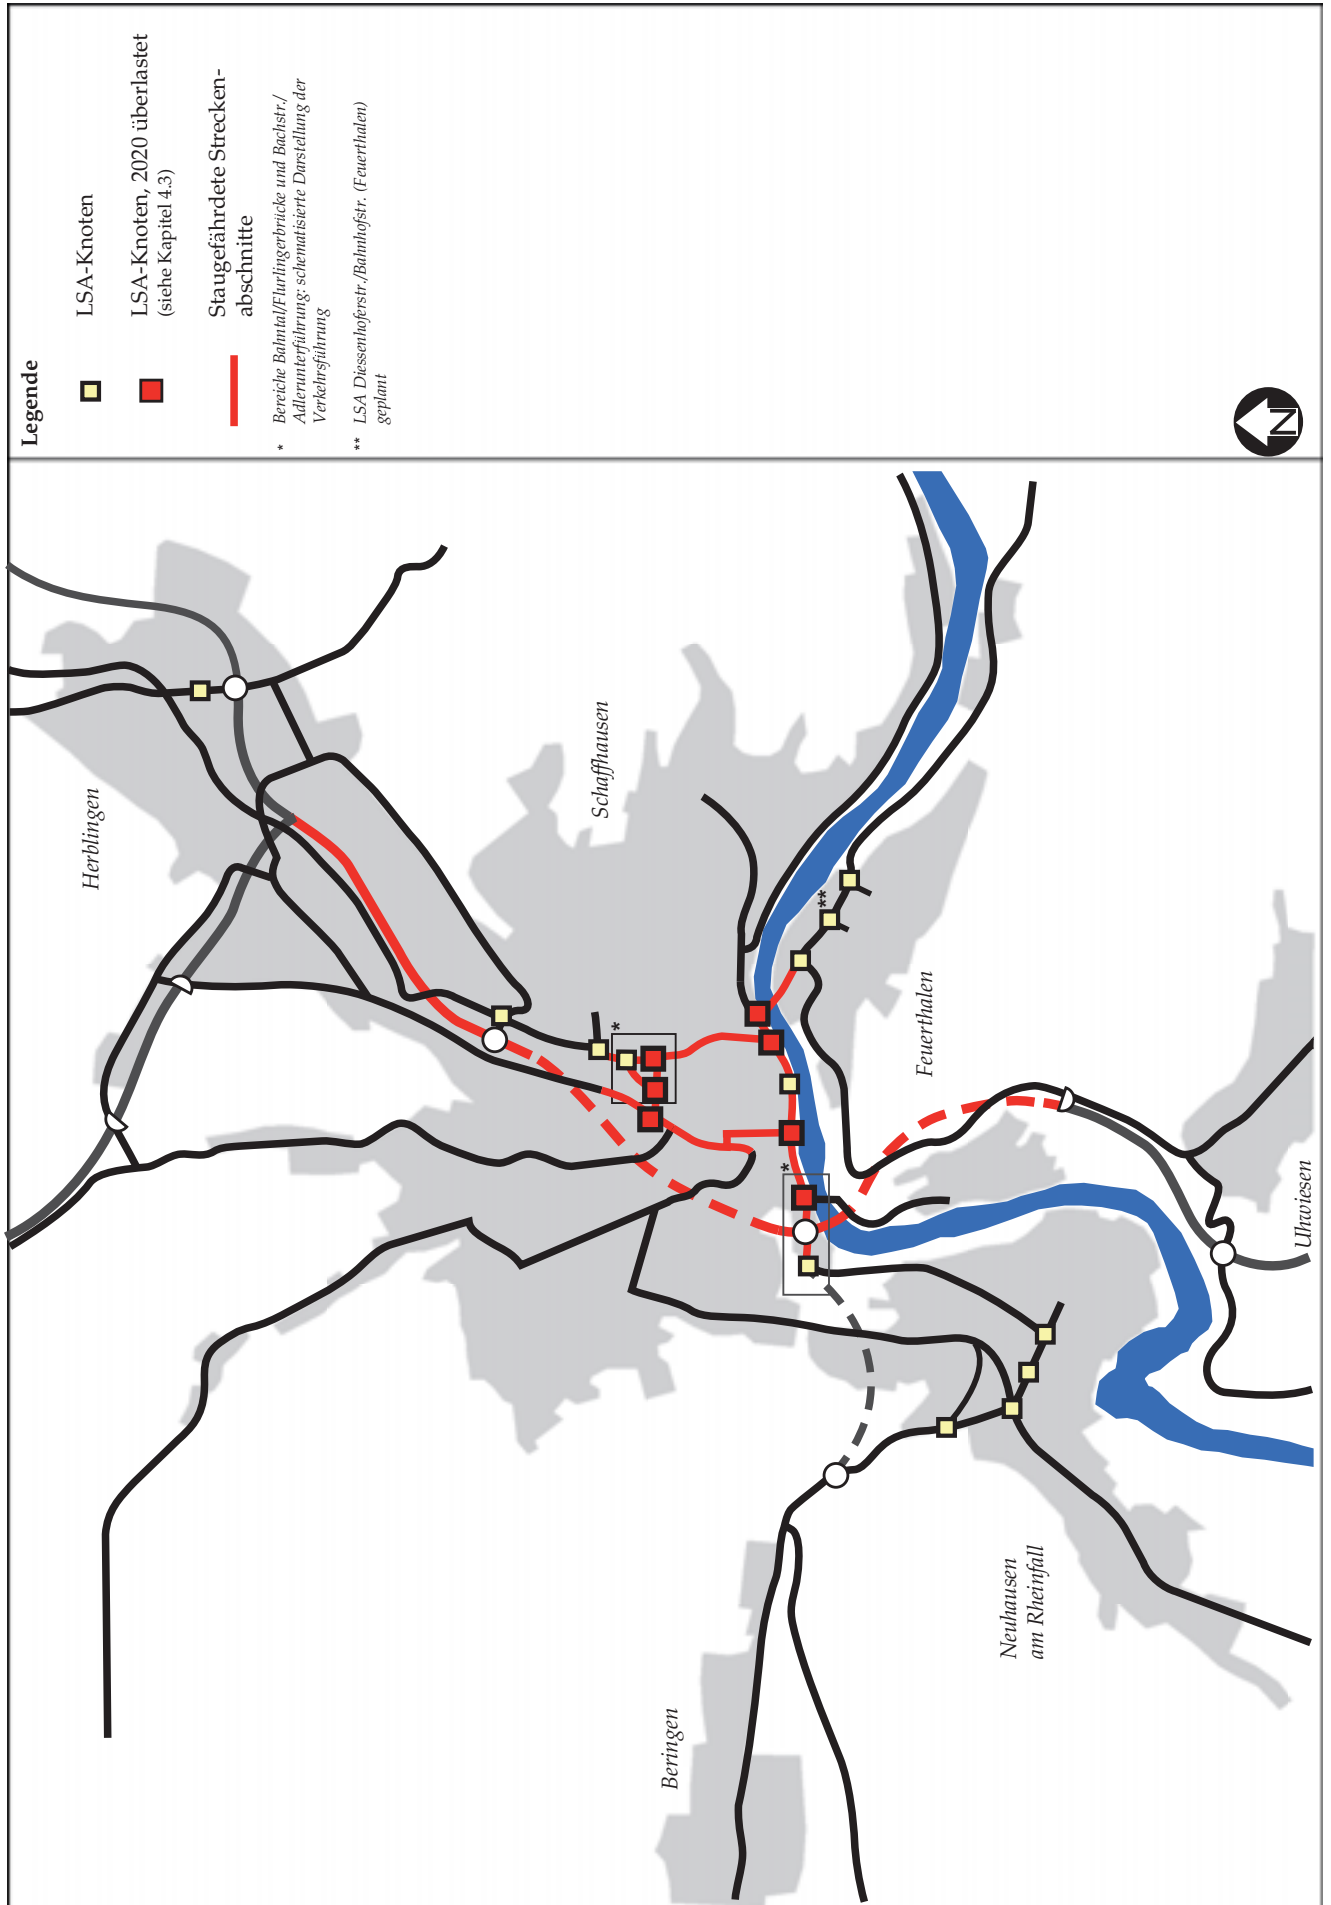 Legende
LSA-Knoten
LSA-Knoten, 2020 überlastet
(siehe Kapitel 4.3)
Staugefährdete Strecken-
abschnitte
* Bereiche Bahntal/Flurlingerbrücke und Bachstr./
Adlerunterführung: schematisierte Darstellung der
Verkehrsführung
** LSA Diessenhoferstr./Bahnhofstr. (Feuerthalen)
geplant
N
Herblingen
Schaffhausen
*
**
*
Feuerthalen
Uhwiesen
Neuhausen
am Rheinfall
Beringen